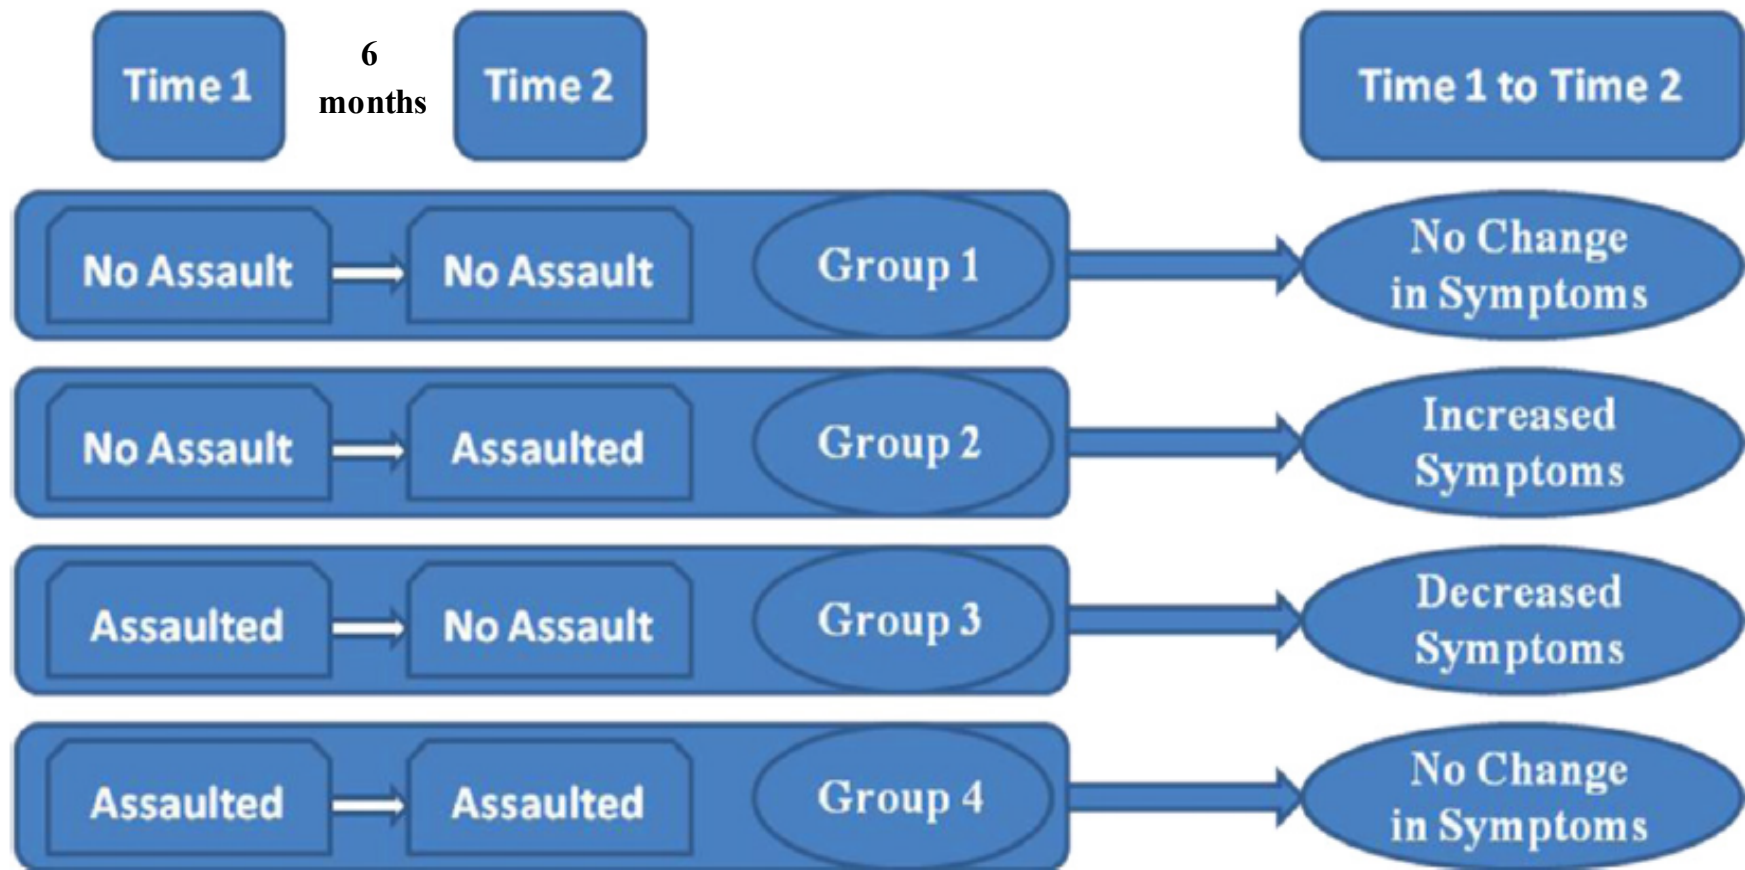 Time 1
6
months
Time 2
Time 1 to Time 2
No Assault
No Assault
Group 1
No Change
in Symptoms
No Assault
Assaulted
Group 2
Increased
Symptoms
Assaulted
No Assault
Group 3
Decreased
Symptoms
Assaulted
Assaulted
Group 4
No Change
in Symptoms